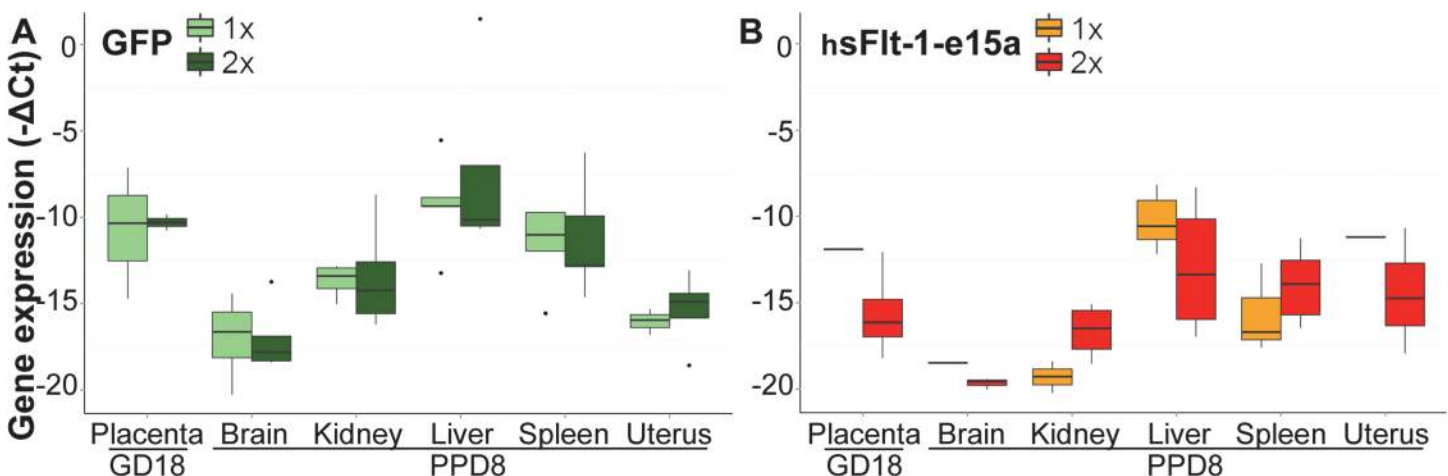 A GFP 1x
2x
Gene expression (-ΔCt)
0
-5
-10
-15
-20
Placenta Brain Kidney Liver Spleen Uterus
GD18 PPD8
B hsFlt-1-e15a 1x
2x
0
-5
-10
-15
-20
Placenta Brain Kidney Liver Spleen Uterus
GD18 PPD8